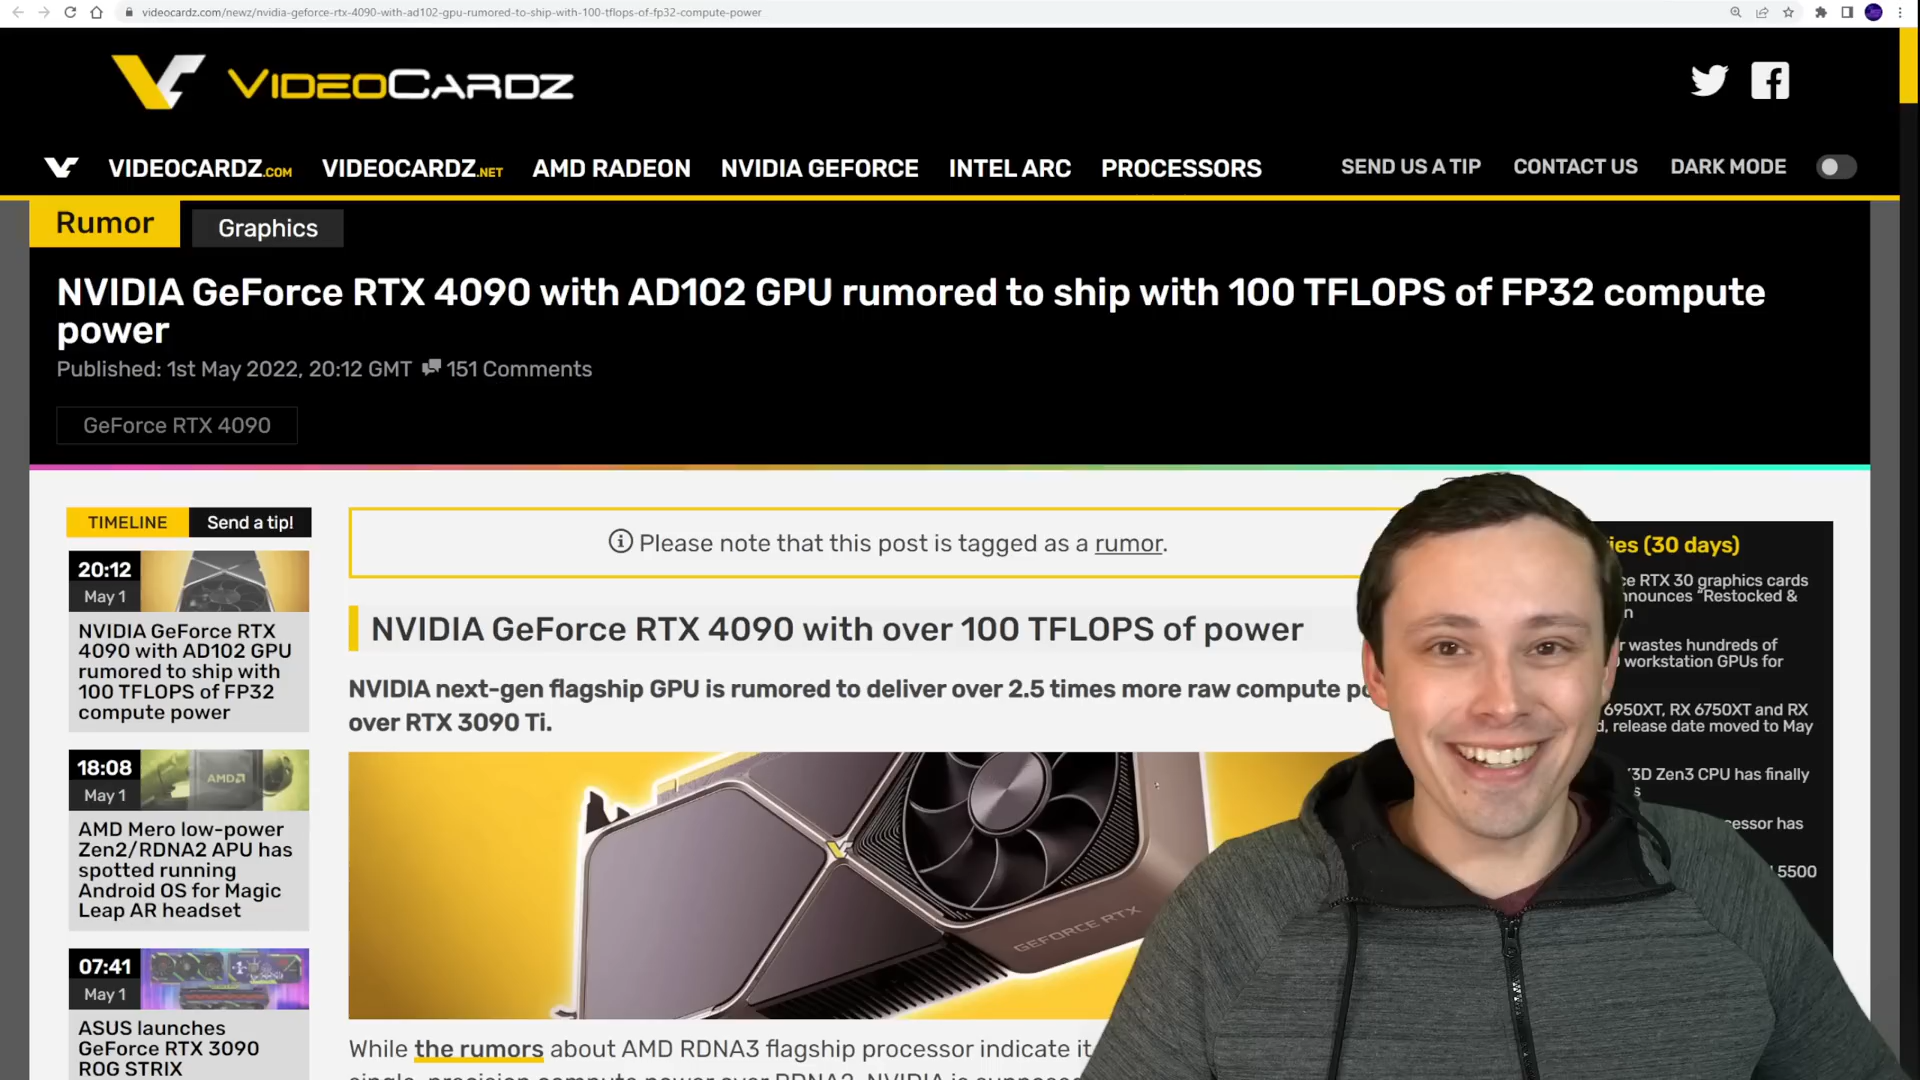 videocardz.com/newz/nvidia-geforce-rtx-4090-with-ad102-gpu-rumored-to-ship-with-100-tflops-of-fp32-compute-power
VIDEOCARDZ
VIDEOCARDZ.COM VIDEOCARDZ.NET AMD RADEON NVIDIA GEFORCE INTEL ARC PROCESSORS SEND US A TIP CONTACT US DARK MODE
Rumor Graphics
NVIDIA GeForce RTX 4090 with AD102 GPU rumored to ship with 100 TFLOPS of FP32 compute
power
Published: 1st May 2022, 20:12 GMT 151 Comments
GeForce RTX 4090
TIMELINE Send a tip!
20:12
May 1
NVIDIA GeForce RTX
4090 with AD102 GPU
rumored to ship with
100 TFLOPS of FP32
compute power
18:08
May 1
AMD
AMD Mero low-power
Zen2/RDNA2 APU has
spotted running
Android OS for Magic
Leap AR headset
07:41
May 1
ASUS launches
GeForce RTX 3090
ROG STRIX
Please note that this post is tagged as a rumor.
NVIDIA GeForce RTX 4090 with over 100 TFLOPS of power
NVIDIA next-gen flagship GPU is rumored to deliver over 2.5 times more raw compute
over RTX 3090 Ti.
GEFORCE RTX
While the rumors about AMD RDNA3 flagship processor indicate it
single-precision compute power over RDNA2, NVIDIA is
(30 days)
RTX 30 graphics cards
"Restocked &
wastes hundreds of
workstation GPUs for
6950XT, RX 6750XT and RX
release date moved to May
Zen3 CPU has finally
has
5500